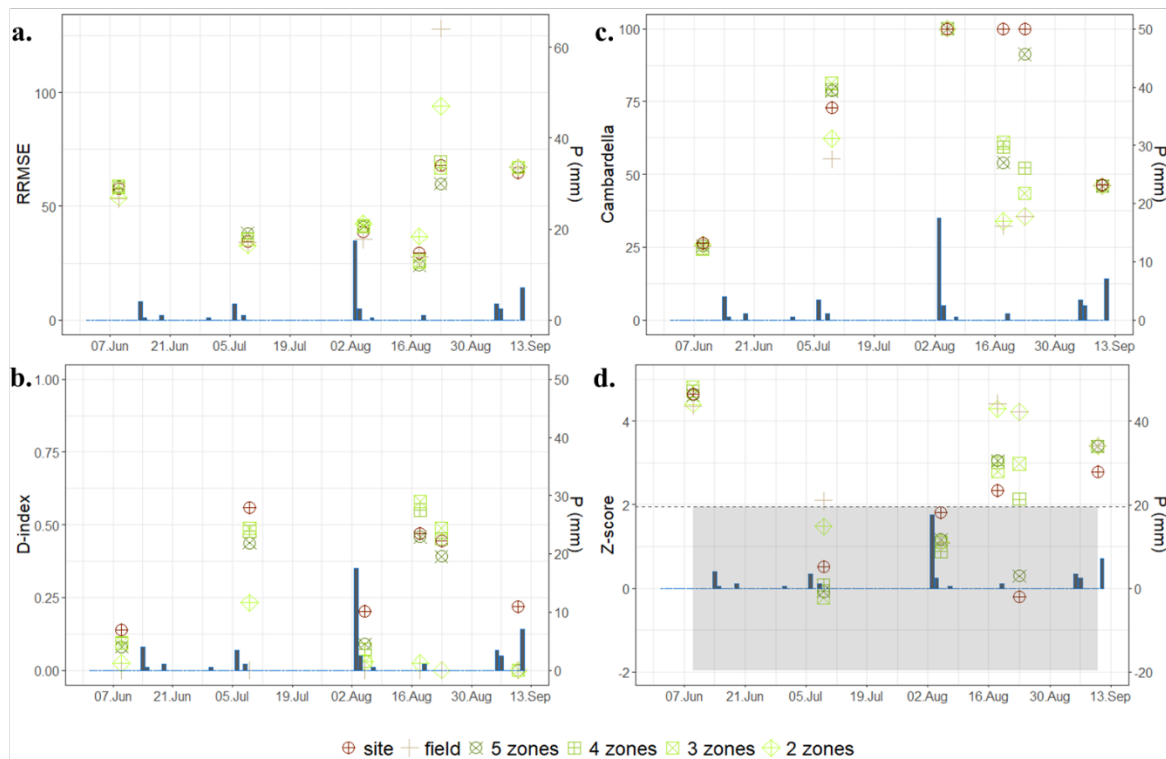 a.
RRMSE
100
50
0
60
40
20
0
P (mm)
07.Jun 21.Jun 05.Jul 19.Jul 02.Aug 16.Aug 30.Aug 13.Sep
c.
Cambardella
100
75
50
25
0
50
40
30
20
10
0
P (mm)
07.Jun 21.Jun 05.Jul 19.Jul 02.Aug 16.Aug 30.Aug 13.Sep
b.
D-index
1.00
0.75
0.50
0.25
0.00
50
40
30
20
10
0
P (mm)
07.Jun 21.Jun 05.Jul 19.Jul 02.Aug 16.Aug 30.Aug 13.Sep
d.
Z-score
4
2
0
-2
40
20
0
-20
P (mm)
07.Jun 21.Jun 05.Jul 19.Jul 02.Aug 16.Aug 30.Aug 13.Sep
site field 5 zones 4 zones 3 zones 2 zones